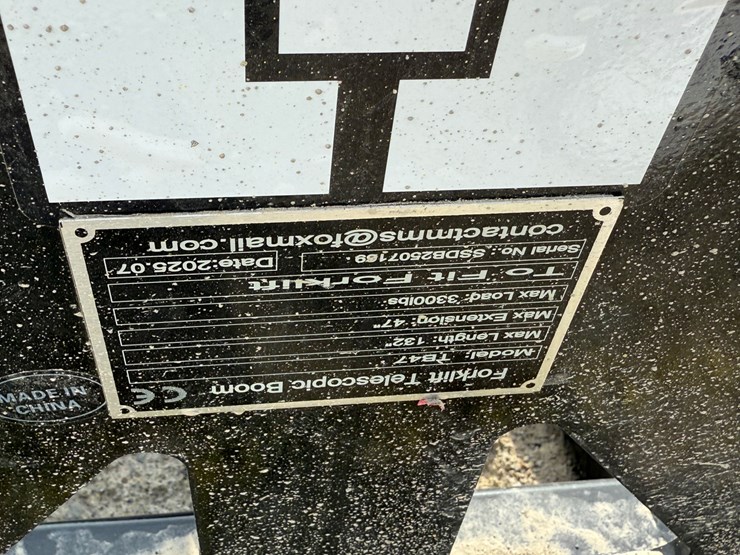 Forklift Telescopic Boom
CE
Model: TB47
Max Length: 132"
Max Extension: 47"
Max Load: 3300lbs
To Fit Forklift
Serial No. SSDB2507169
Date:2025.07
contactmms@foxmail.com
MADE IN
CHINA